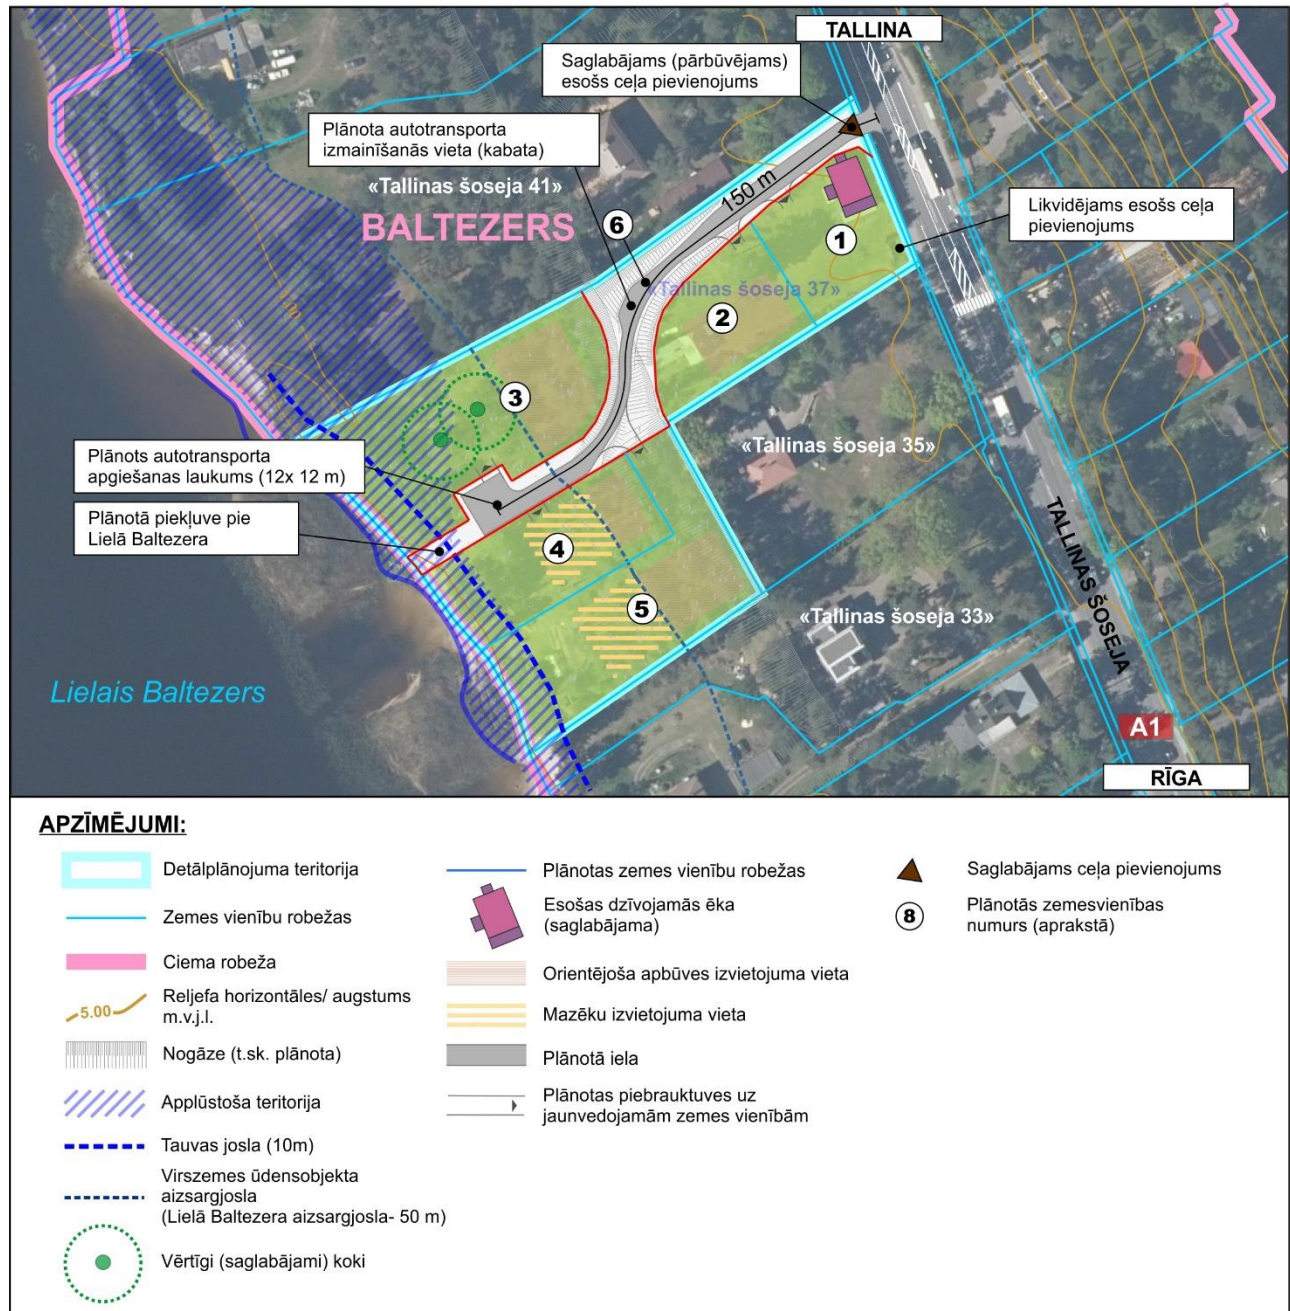 TALLINA
Saglabājams (pārbūvējams)
esošs ceļa pievienojums
Plānota autotransporta
izmainīšanās vieta (kabata)
«Tallinas šoseja 41»
BALTEZERS
150 m
Likvidējams esošs ceļa
pievienojums
6
1
«Tallinas šoseja 37»
2
3
«Tallinas šoseja 35»
Plānots autotransporta
apgiešanas laukums (12x 12 m)
Plānotā piekļuve pie
Lielā Baltezera
4
5
«Tallinas šoseja 33»
TALLINAS ŠOSEJA
Lielais Baltezers
A1
RĪGA
APZĪMĒJUMI:
Detālplānojuma teritorija
Zemes vienību robežas
Ciema robeža
5.00
Reljefa horizontāles/ augstums
m.v.j.l.
Nogāze (t.sk. plānota)
Applūstoša teritorija
Tauvas josla (10m)
Virszemes ūdensobjekta
aizsargjosla
(Lielā Baltezera aizsargjosla- 50 m)
Vērtīgi (saglabājami) koki
Plānotas zemes vienību robežas
Esošas dzīvojamās ēka
(saglabājama)
Orientējoša apbūves izvietojuma vieta
Mazēku izvietojuma vieta
Plānotā iela
Plānotas piebrauktuves uz
jaunvedojamām zemes vienībām
Saglabājams ceļa pievienojums
8
Plānotās zemesvienības
numurs (aprakstā)